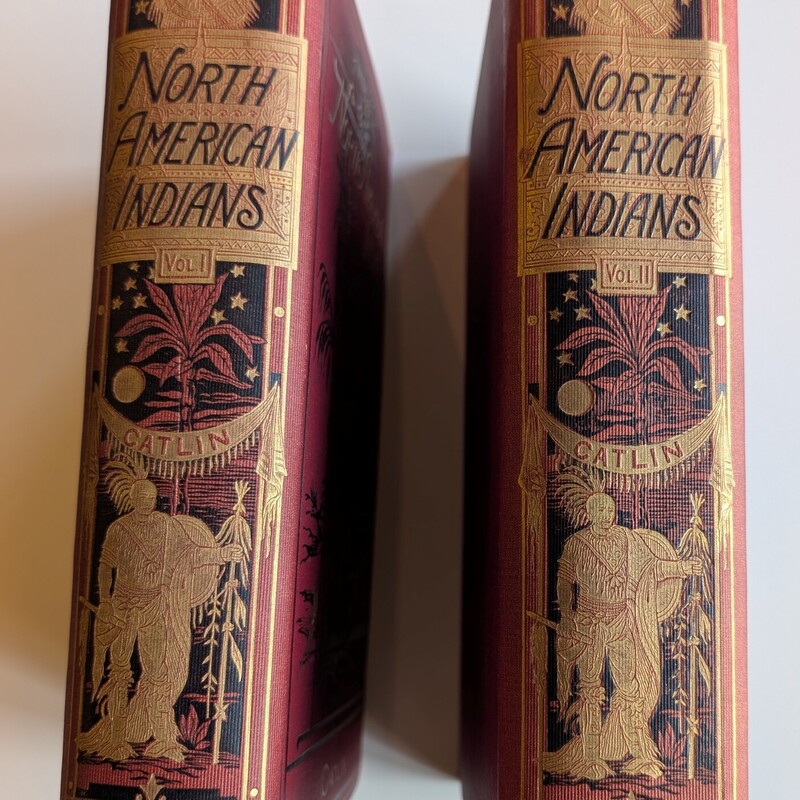 NORTH
AMERICAN
INDIANS
VOL. I
CATLIN
NORTH
AMERICAN
INDIANS
VOL. II
CATLIN